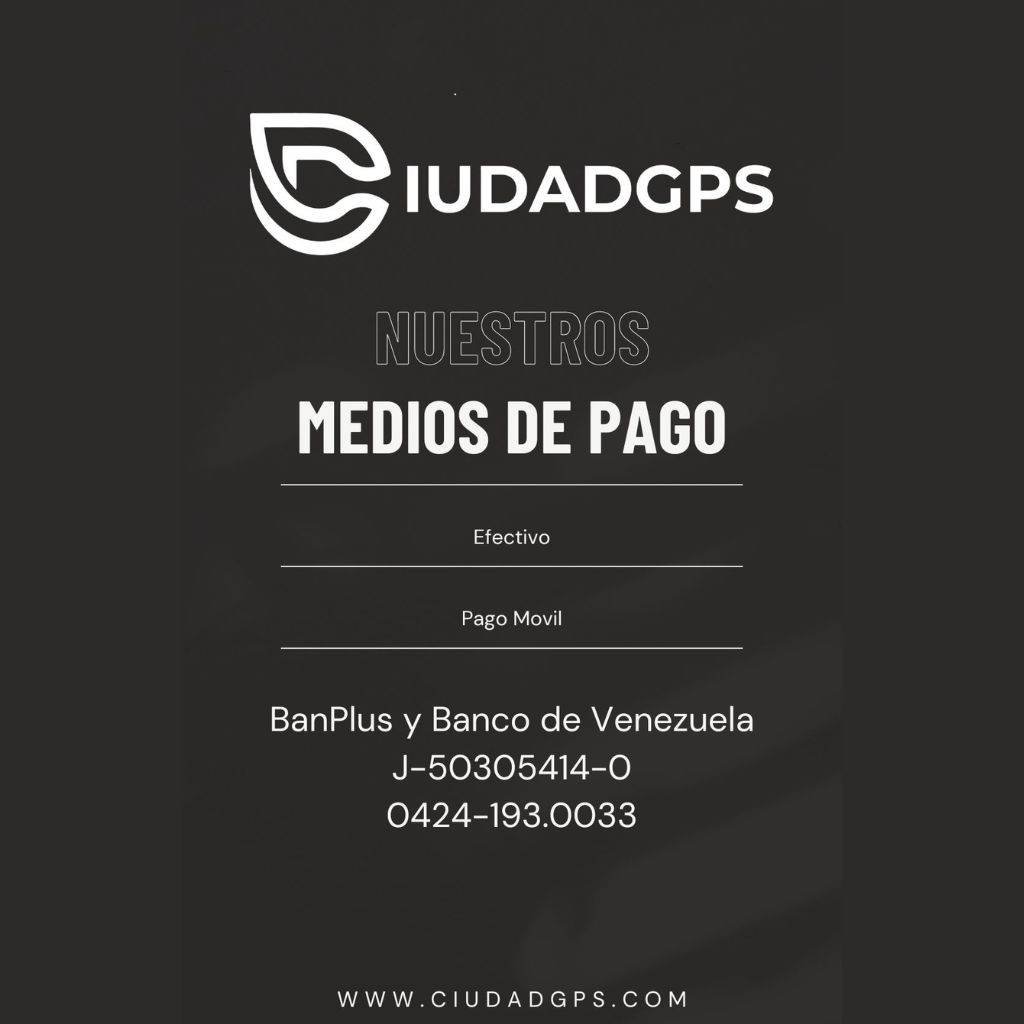 CIUDADGPS
NUESTROS
MEDIOS DE PAGO
Efectivo
Pago Movil
BanPlus y Banco de Venezuela
J-50305414-0
0424-193.0033
WWW.CIUDADGPS.COM